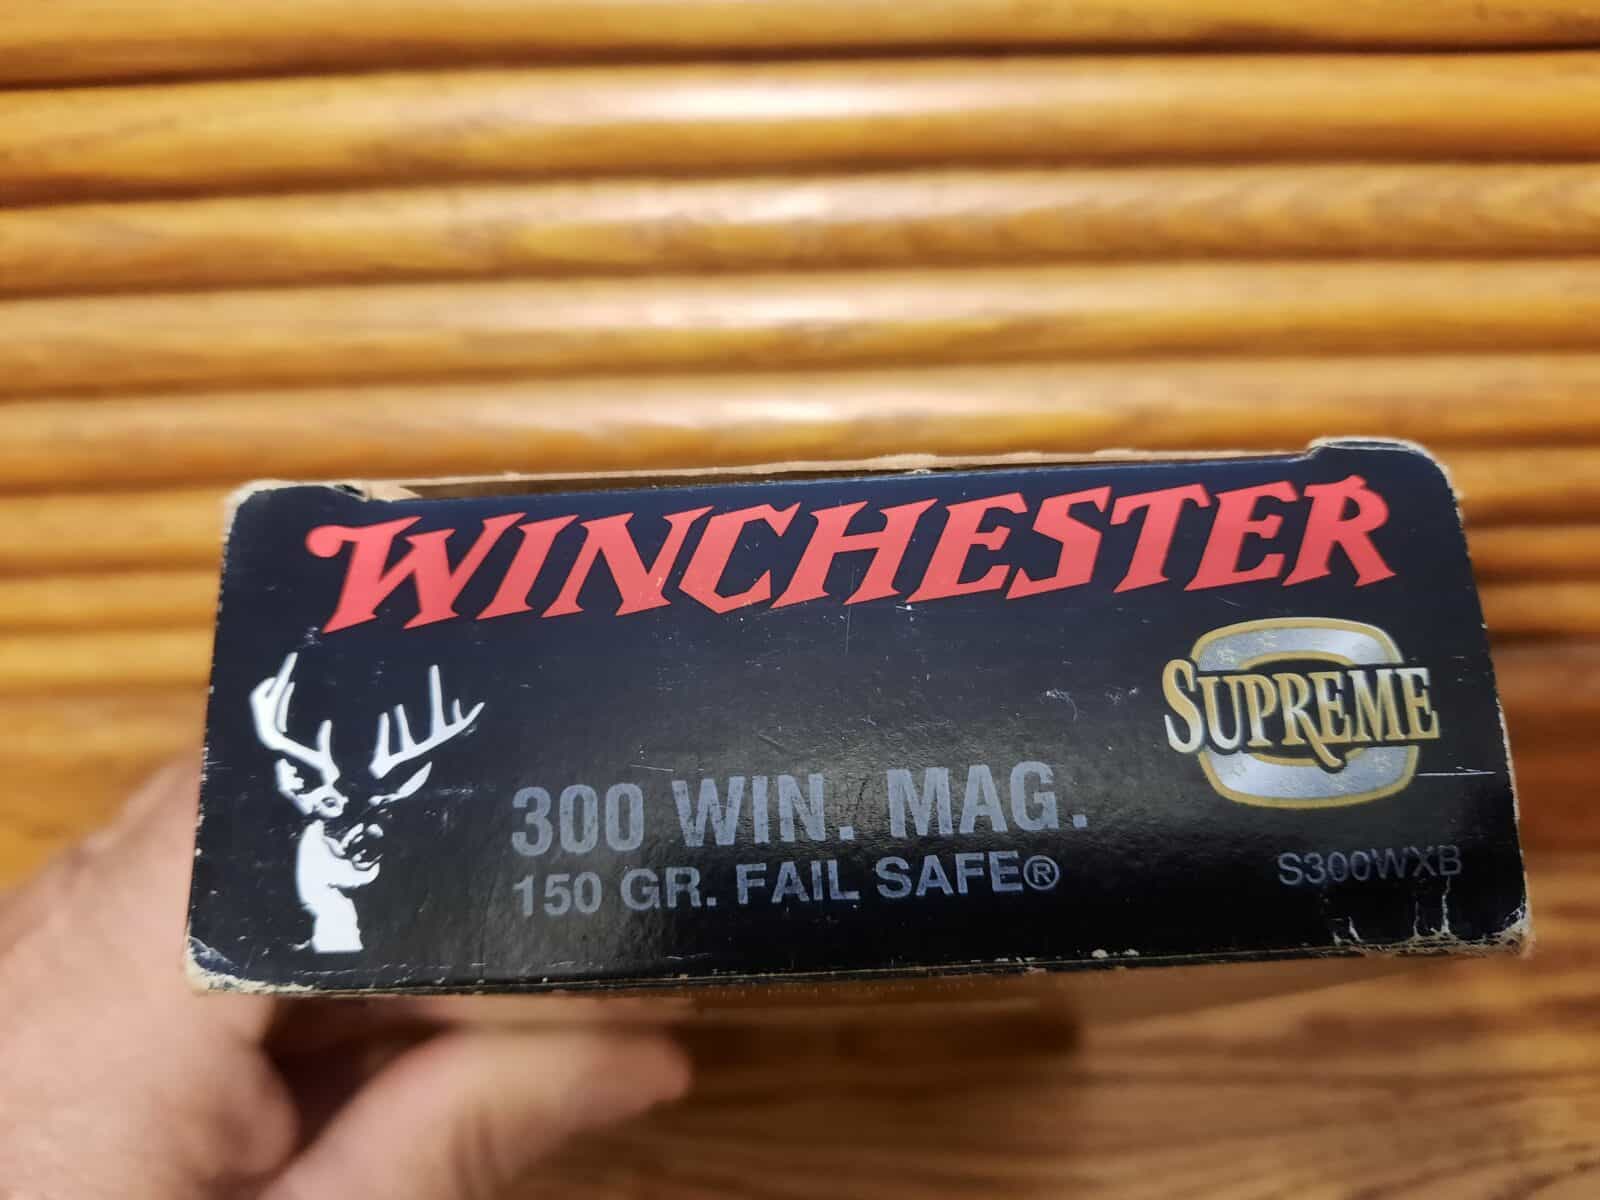 WINCHESTER
SUPREME
300 WIN. MAG.
150 GR. FAIL SAFE®
S300WXB